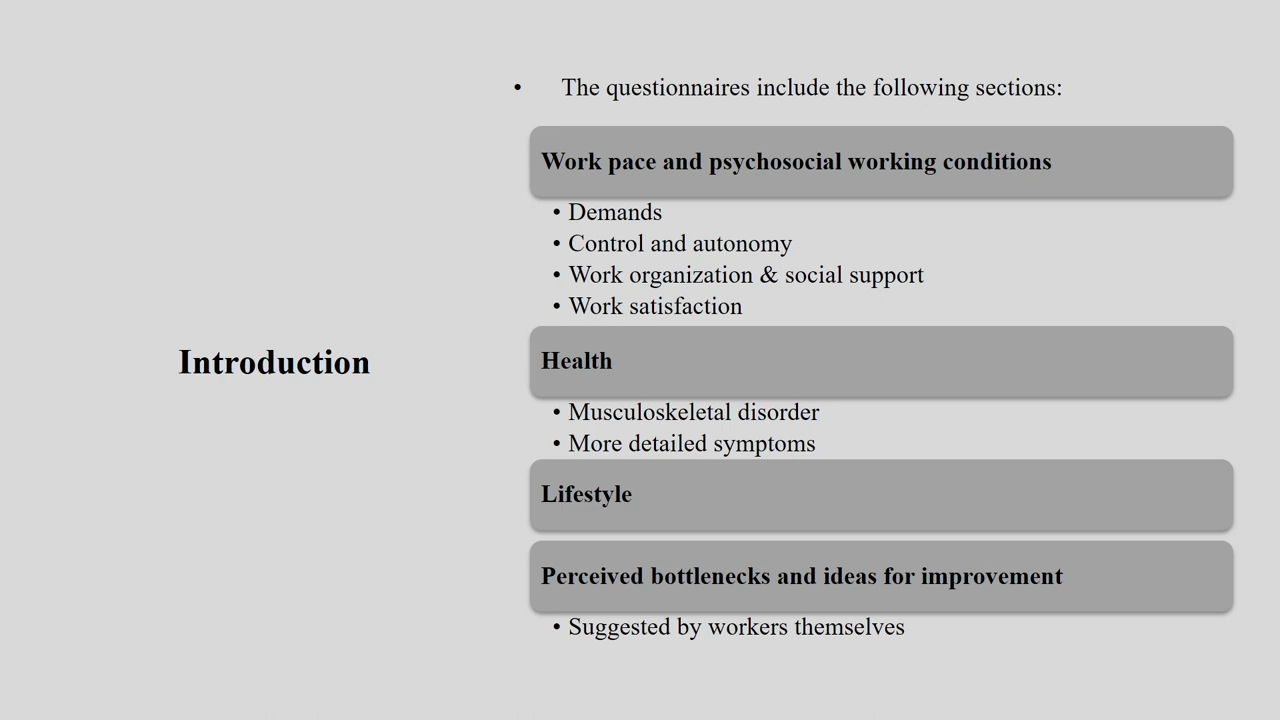 Introduction
• The questionnaires include the following sections:
Work pace and psychosocial working conditions
• Demands
• Control and autonomy
• Work organization & social support
• Work satisfaction
Health
• Musculoskeletal disorder
• More detailed symptoms
Lifestyle
Perceived bottlenecks and ideas for improvement
• Suggested by workers themselves